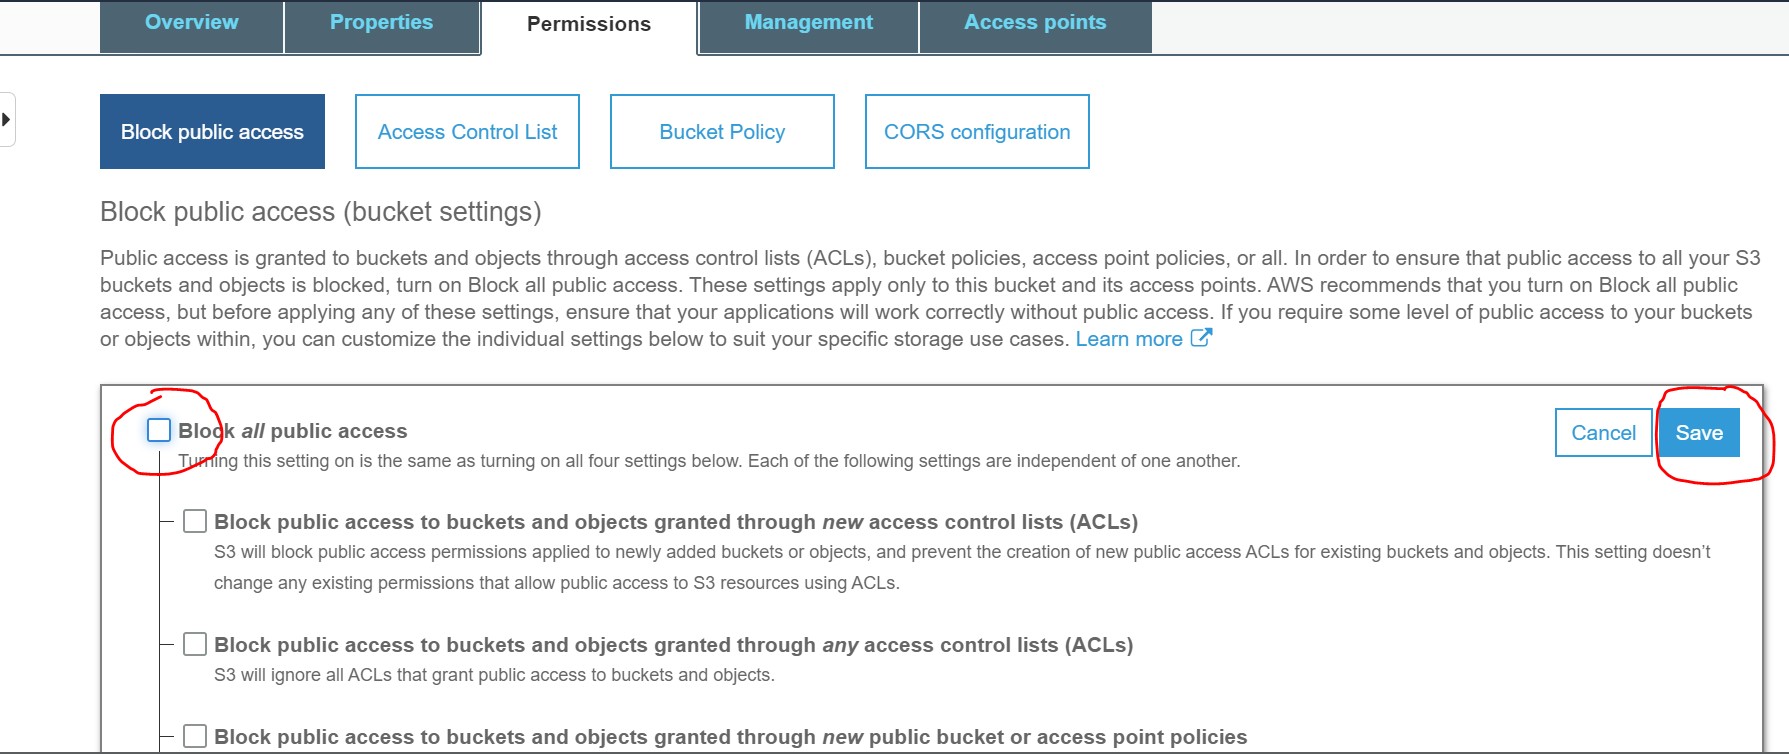 Overview
Properties
Permissions
Management
Access points
Block public access
Access Control List
Bucket Policy
CORS configuration
Block public access (bucket settings)
Public access is granted to buckets and objects through access control lists (ACLs), bucket policies, access point policies, or all. In order to ensure that public access to all your S3
buckets and objects is blocked, turn on Block all public access. These settings apply only to this bucket and its access points. AWS recommends that you turn on Block all public
access, but before applying any of these settings, ensure that your applications will work correctly without public access. If you require some level of public access to your buckets
or objects within, you can customize the individual settings below to suit your specific storage use cases. Learn more
Block all public access
Cancel
Save
Turning this setting on is the same as turning on all four settings below. Each of the following settings are independent of one another.
Block public access to buckets and objects granted through new access control lists (ACLs)
S3 will block public access permissions applied to newly added buckets or objects, and prevent the creation of new public access ACLs for existing buckets and objects. This setting doesn’t
change any existing permissions that allow public access to S3 resources using ACLs.
Block public access to buckets and objects granted through any access control lists (ACLs)
S3 will ignore all ACLs that grant public access to buckets and objects.
Block public access to buckets and objects granted through new public bucket or access point policies